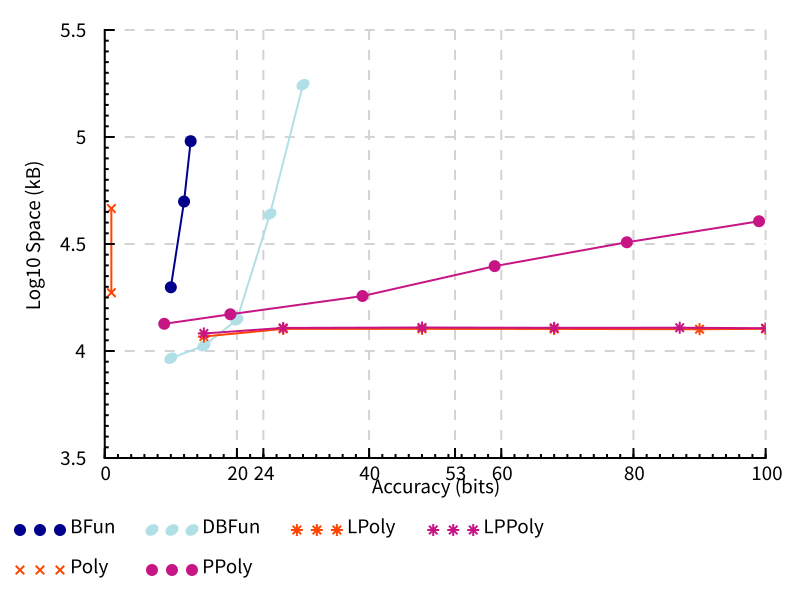 5.5
5
4.5
4
3.5
Log10 Space (kB)
0 20 24 40 53 60 80 100
Accuracy (bits)
BFun DBFun LPoly LPPoly
Poly PPoly